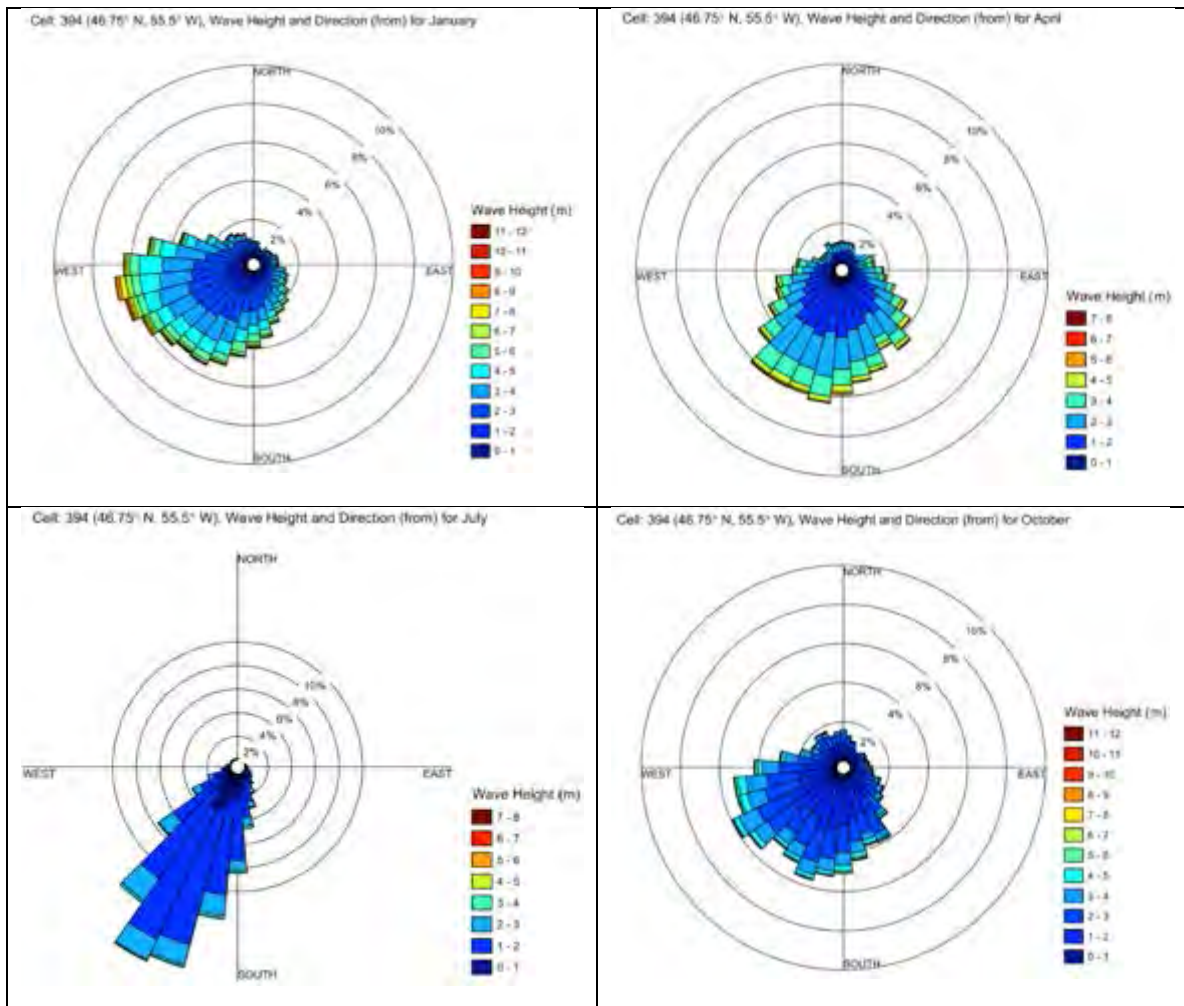 Cell: 394 (46.75° N, 55.5° W), Wave Height and Direction (from) for January
NORTH
10%
8%
6%
4%
2%
WEST
EAST
SOUTH
Wave Height (m)
11 - 12
10 - 11
9 - 10
8 - 9
7 - 8
6 - 7
5 - 6
4 - 5
3 - 4
2 - 3
1 - 2
0 - 1
Cell: 394 (46.75° N, 55.5° W), Wave Height and Direction (from) for April
NORTH
10%
8%
6%
4%
2%
WEST
EAST
SOUTH
Wave Height (m)
7 - 8
6 - 7
5 - 6
4 - 5
3 - 4
2 - 3
1 - 2
0 - 1
Cell: 394 (46.75° N, 55.5° W), Wave Height and Direction (from) for July
NORTH
10%
8%
6%
4%
2%
WEST
EAST
SOUTH
Wave Height (m)
7 - 8
6 - 7
5 - 6
4 - 5
3 - 4
2 - 3
1 - 2
0 - 1
Cell: 394 (46.75° N, 55.5° W), Wave Height and Direction (from) for October
NORTH
10%
8%
6%
4%
2%
WEST
EAST
SOUTH
Wave Height (m)
11 - 12
10 - 11
9 - 10
8 - 9
7 - 8
6 - 7
5 - 6
4 - 5
3 - 4
2 - 3
1 - 2
0 - 1